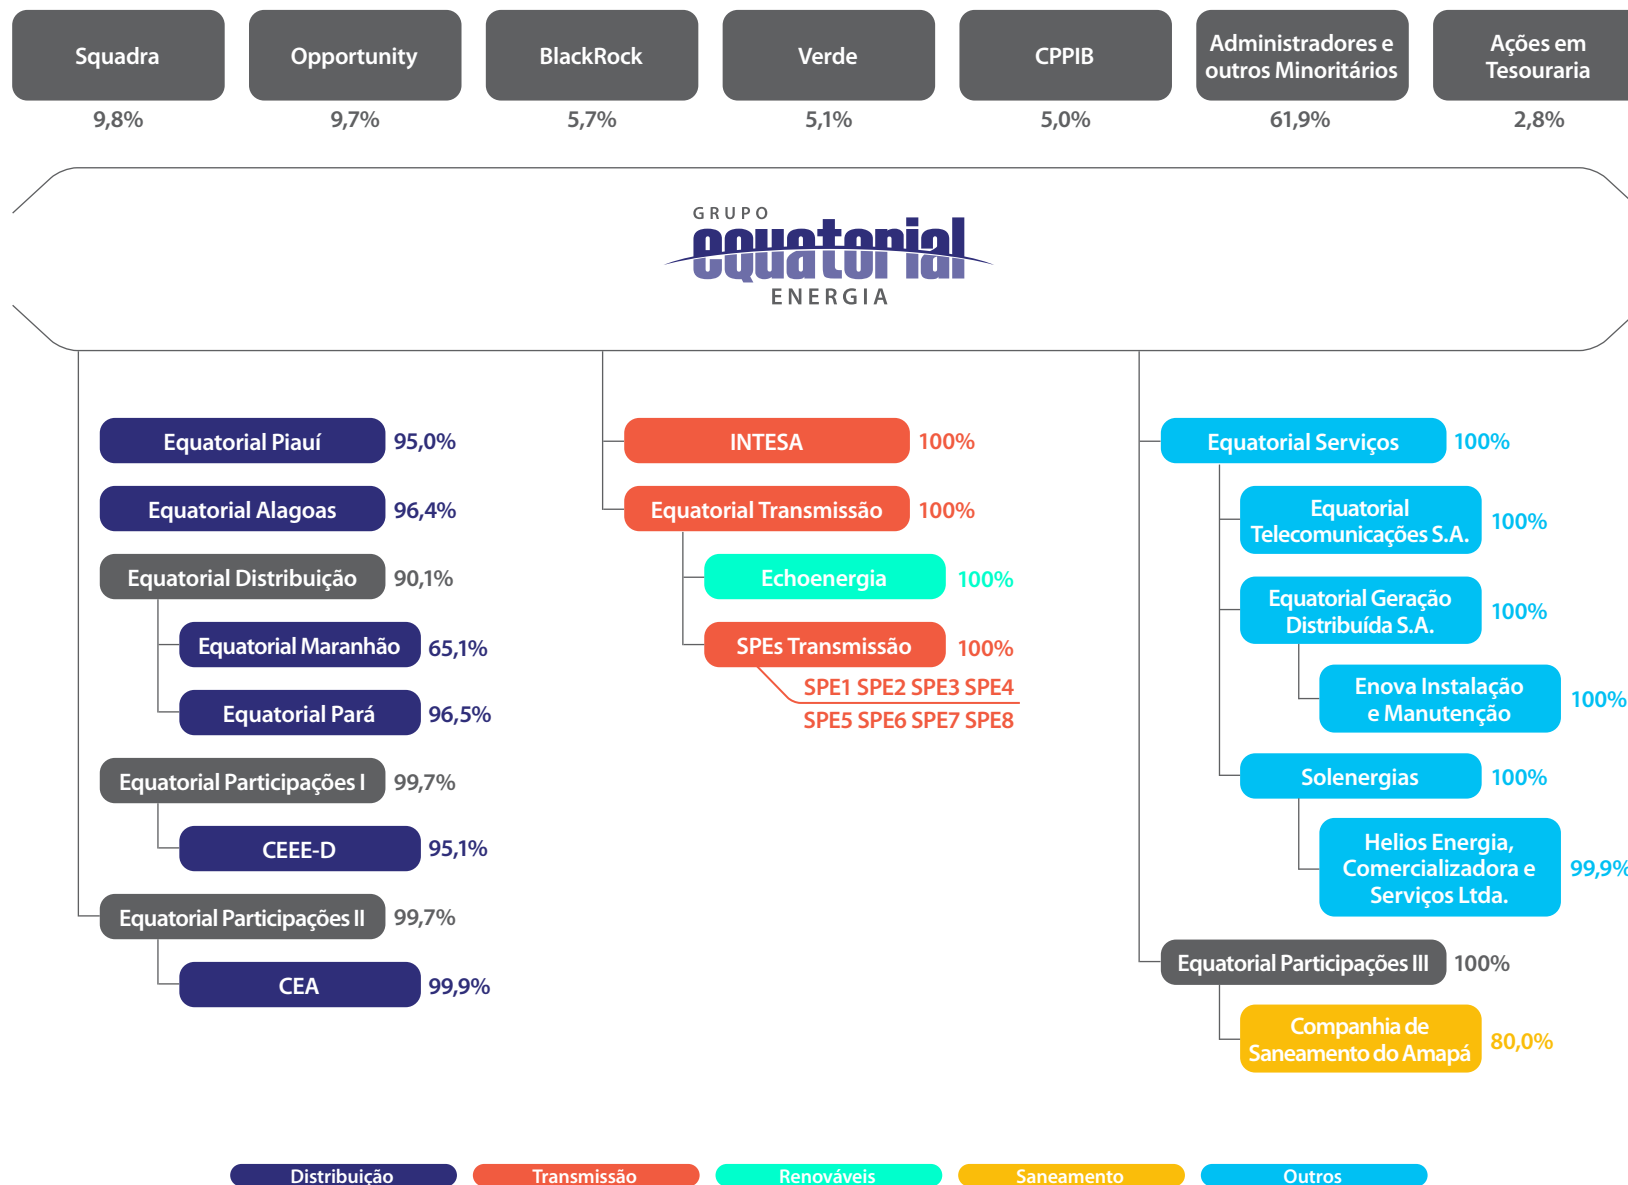 Squadra
Opportunity
BlackRock
Verde
CPPIB
Administradores e
outros Minoritários
Ações em
Tesouraria
9,8%
9,7%
5,7%
5,1%
5,0%
61,9%
2,8%
GRUPO
equatorial
ENERGIA
Equatorial Piauí 95,0%
Equatorial Alagoas 96,4%
Equatorial Distribuição 90,1%
Equatorial Maranhão 65,1%
Equatorial Pará 96,5%
Equatorial Participações I 99,7%
CEEE-D 95,1%
Equatorial Participações II 99,7%
CEA 99,9%
INTESA 100%
Equatorial Transmissão 100%
Echoenergia 100%
SPEs Transmissão 100%
SPE1 SPE2 SPE3 SPE4
SPE5 SPE6 SPE7 SPE8
Equatorial Serviços 100%
Equatorial
Telecomunicações S.A. 100%
Equatorial Geração
Distribuída S.A. 100%
Enova Instalação
e Manutenção 100%
Solenergias 100%
Helios Energia,
Comercializadora e 99,9%
Serviços Ltda.
Equatorial Participações III 100%
Companhia de
Saneamento do Amapá 80,0%
Distribuição
Transmissão
Renováveis
Saneamento
Outros